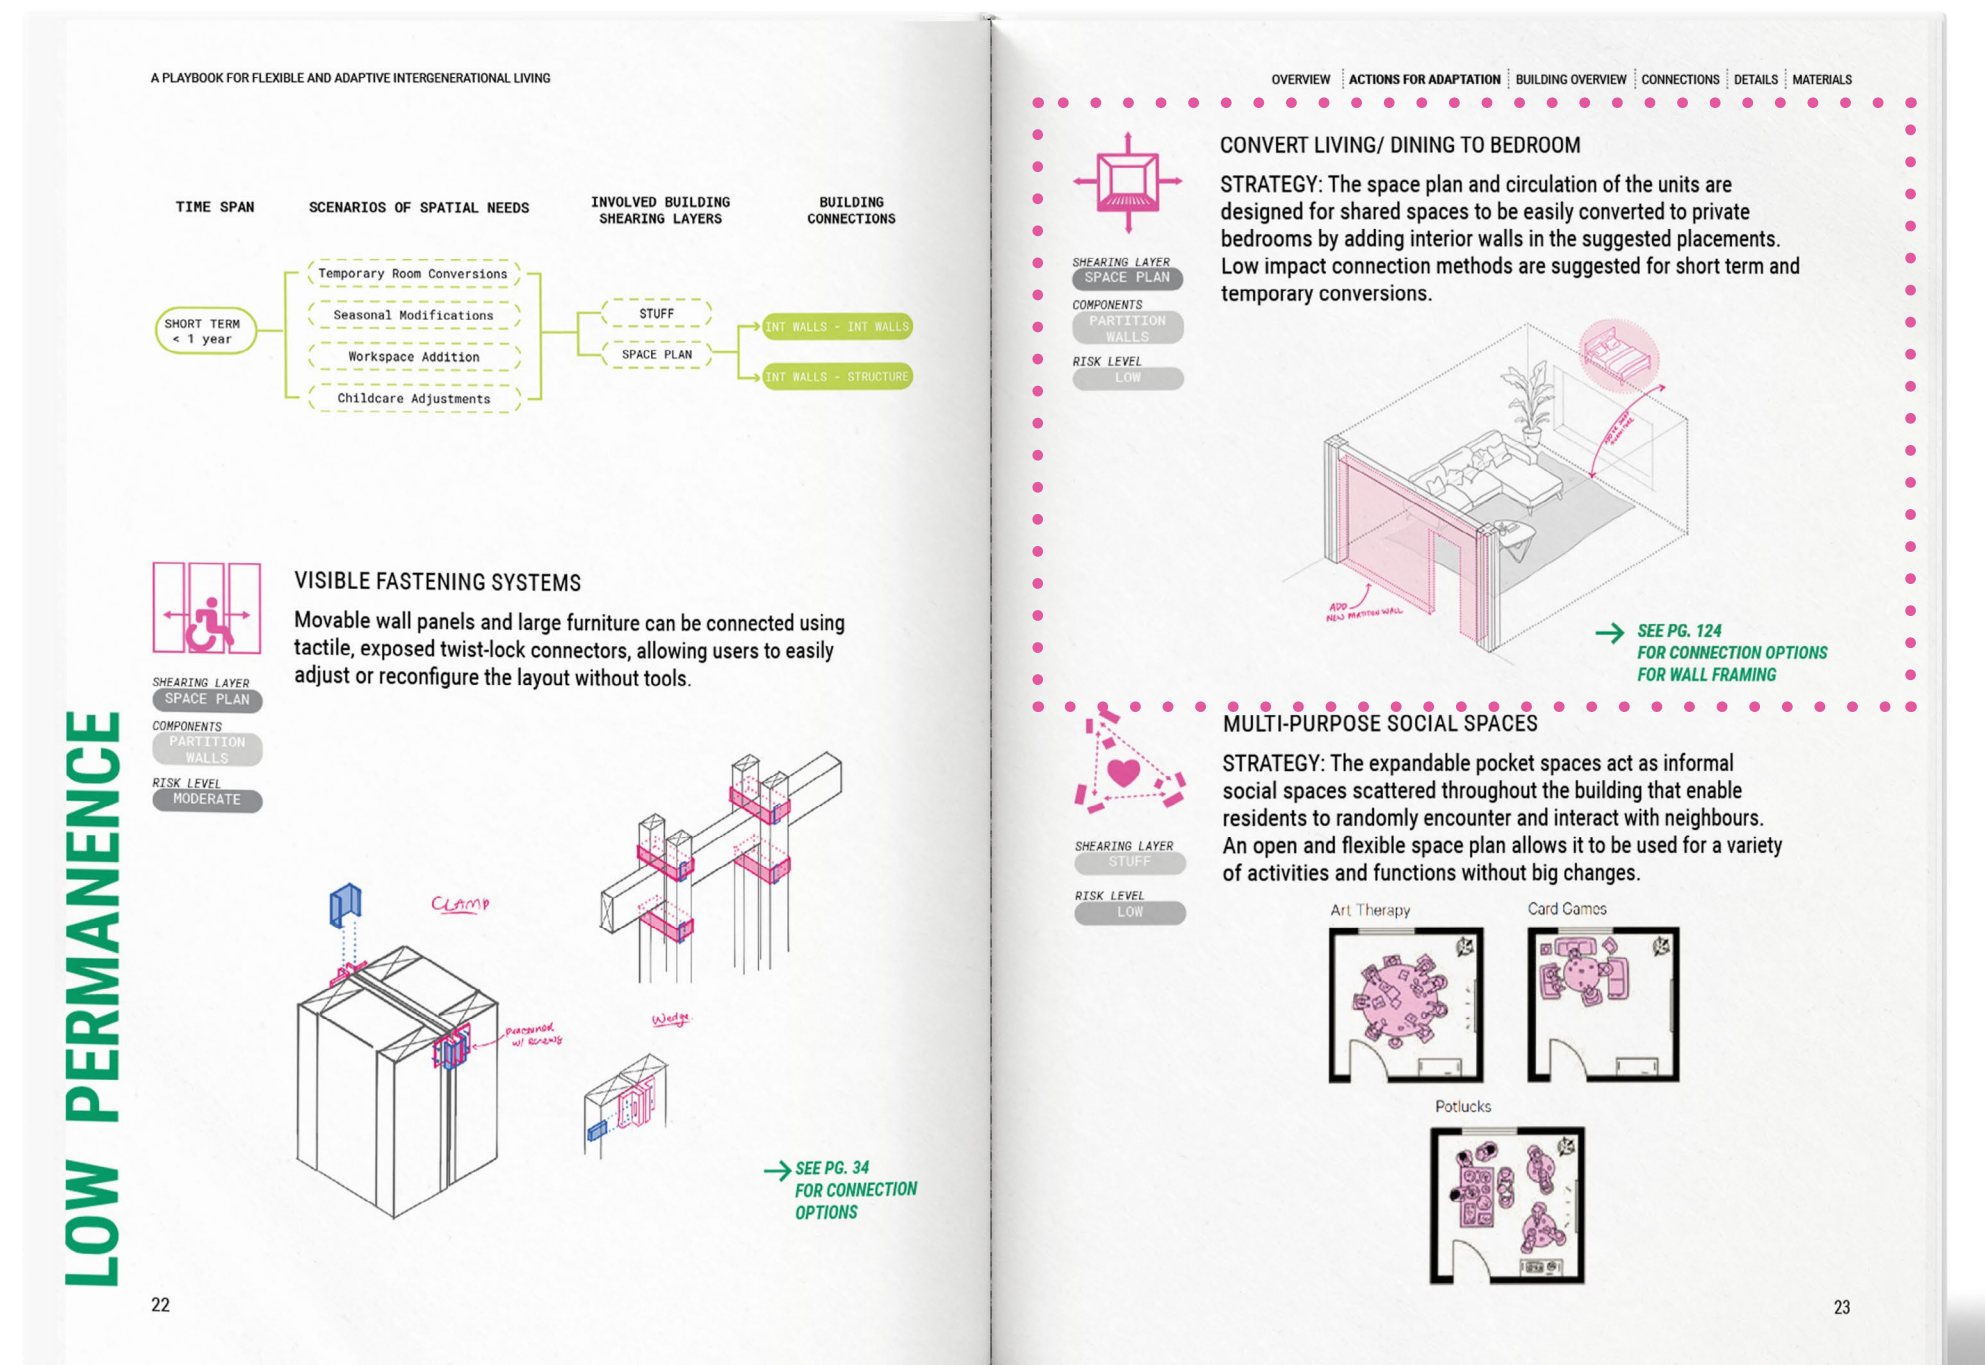 A PLAYBOOK FOR FLEXIBLE AND ADAPTIVE INTERGENERATIONAL LIVING
TIME SPAN
SCENARIOS OF SPATIAL NEEDS
INVOLVED BUILDING
SHEARING LAYERS
BUILDING
CONNECTIONS
SHORT TERM
< 1 year
Temporary Room Conversions
Seasonal Modifications
Workspace Addition
Childcare Adjustments
STUFF
SPACE PLAN
INT WALLS - INT WALLS
INT WALLS - STRUCTURE
LOW PERMANENCE
VISIBLE FASTENING SYSTEMS
Movable wall panels and large furniture can be connected using
tactile, exposed twist-lock connectors, allowing users to easily
adjust or reconfigure the layout without tools.
SHEARING LAYER
SPACE PLAN
COMPONENTS
PARTITION
WALLS
RISK LEVEL
MODERATE
CLAMP
w/ screws
Wedge
SEE PG. 34
FOR CONNECTION
OPTIONS
22
OVERVIEW
ACTIONS FOR ADAPTATION
BUILDING OVERVIEW
CONNECTIONS
DETAILS
MATERIALS
CONVERT LIVING/ DINING TO BEDROOM
STRATEGY: The space plan and circulation of the units are
designed for shared spaces to be easily converted to private
bedrooms by adding interior walls in the suggested placements.
Low impact connection methods are suggested for short term and
temporary conversions.
SHEARING LAYER
SPACE PLAN
COMPONENTS
PARTITION
WALLS
RISK LEVEL
LOW
ADD
NEW PARTITION WALL
SEE PG. 124
FOR CONNECTION OPTIONS
FOR WALL FRAMING
MULTI-PURPOSE SOCIAL SPACES
STRATEGY: The expandable pocket spaces act as informal
social spaces scattered throughout the building that enable
residents to randomly encounter and interact with neighbours.
An open and flexible space plan allows it to be used for a variety
of activities and functions without big changes.
SHEARING LAYER
STUFF
RISK LEVEL
LOW
Art Therapy
Card Games
Potlucks
23